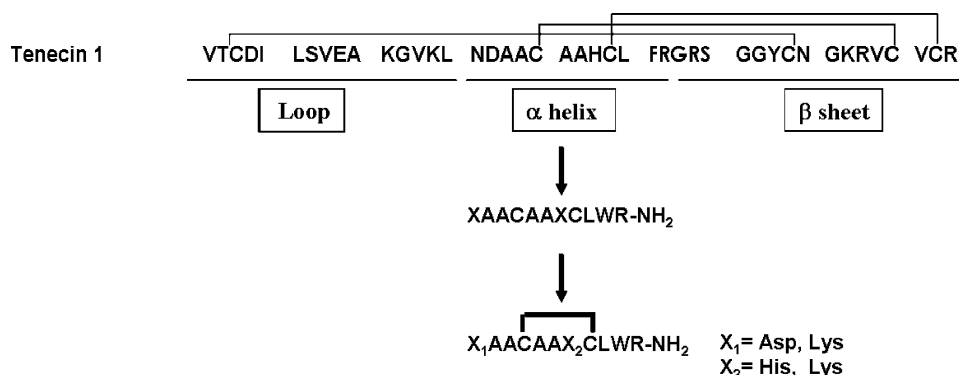 Tenecin 1 VTCDI LSVEA KGVKL NDAAC AAHCL FRGRS GGYCN GKRVC VCR
Loop α helix β sheet
XAACAAXCLWR-NH₂
X₁AACAAX₂CLWR-NH₂ X₁= Asp, Lys
X₂= His, Lys